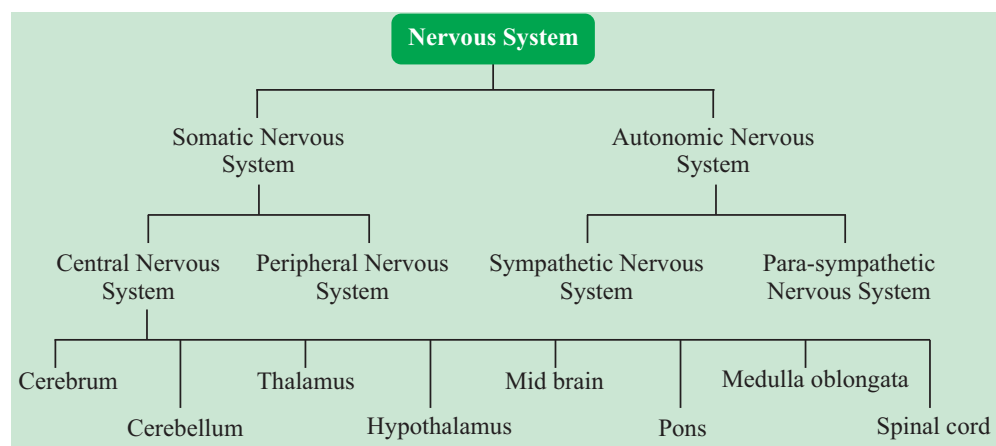 Nervous System
Somatic Nervous
System
Autonomic Nervous
System
Central Nervous
System
Peripheral Nervous
System
Sympathetic Nervous
System
Para-sympathetic
Nervous System
Cerebrum
Cerebellum
Thalamus
Hypothalamus
Mid brain
Pons
Medulla oblongata
Spinal cord